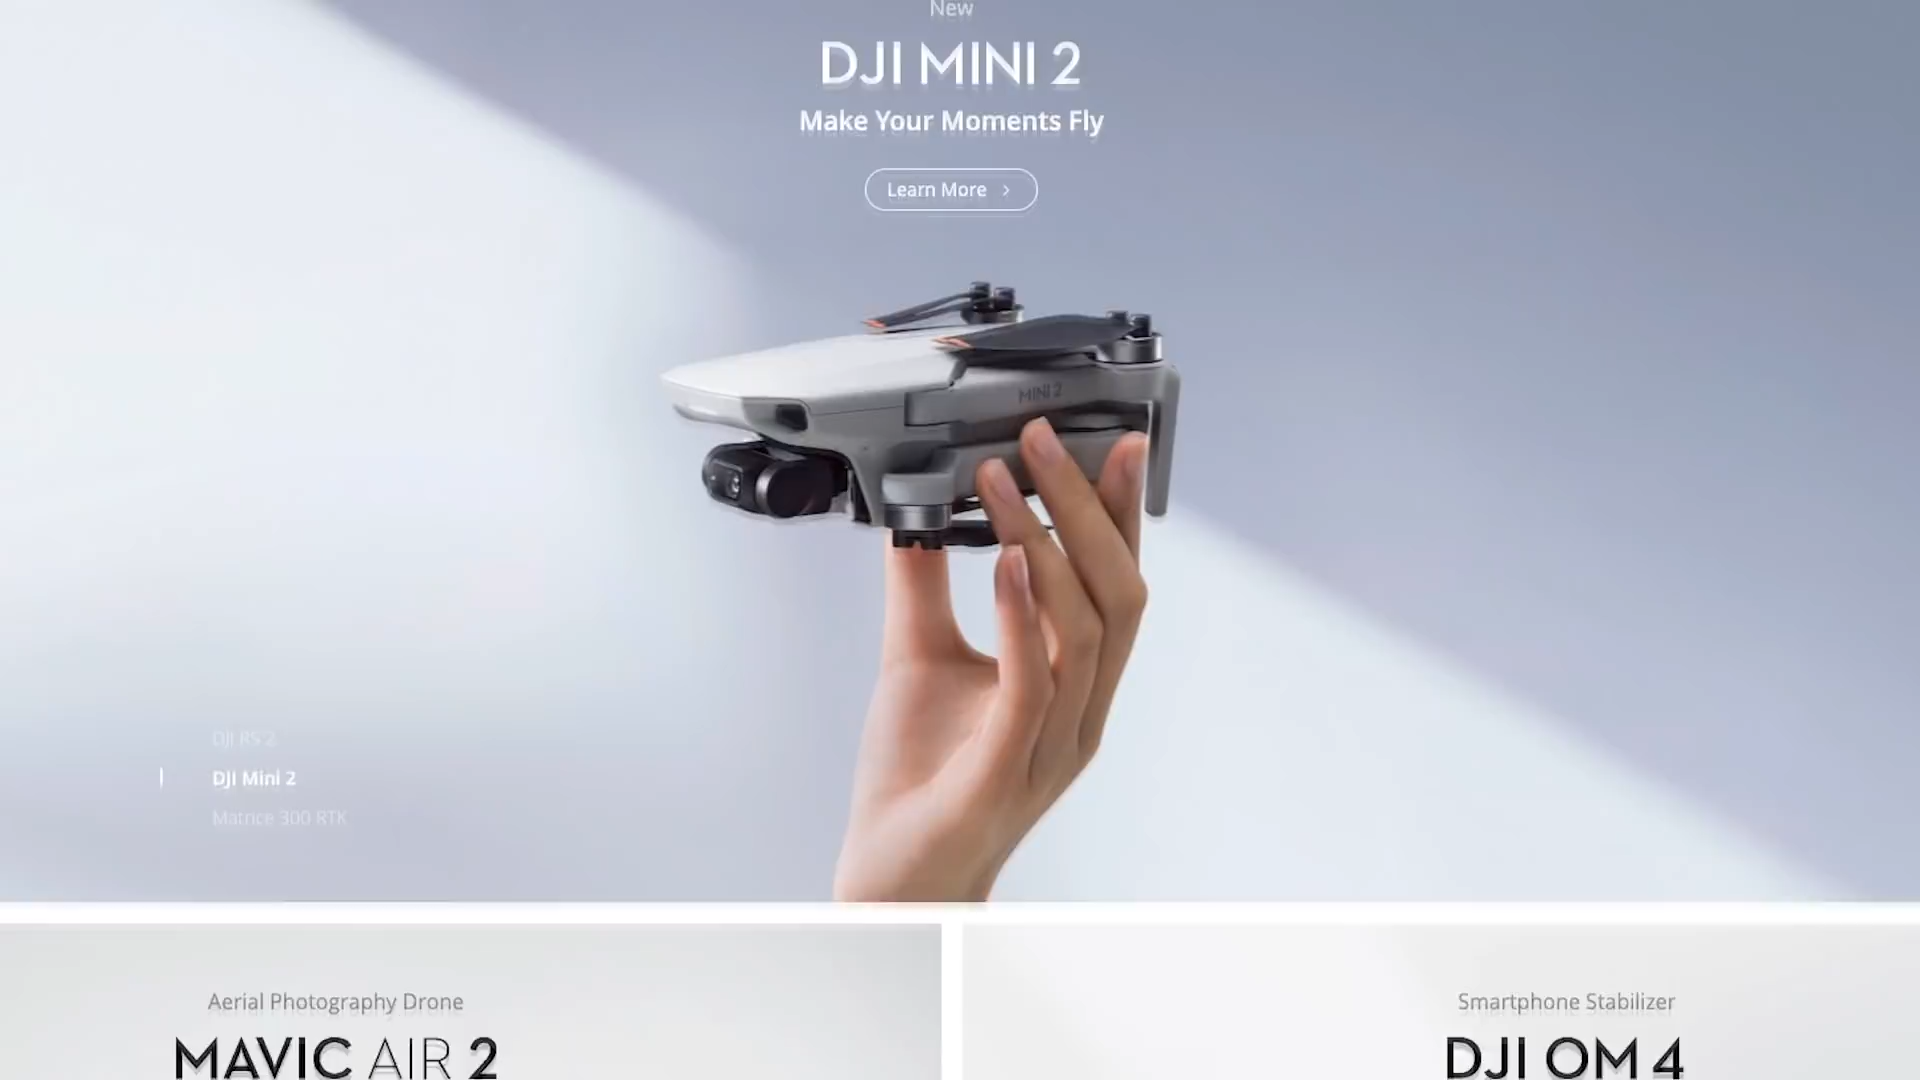 New
DJI MINI 2
Make Your Moments Fly
Learn More >
MINI 2
DJI RS 2
DJI Mini 2
Matrice 300 RTK
Aerial Photography Drone
MAVIC AIR 2
Smartphone Stabilizer
DJI OM 4